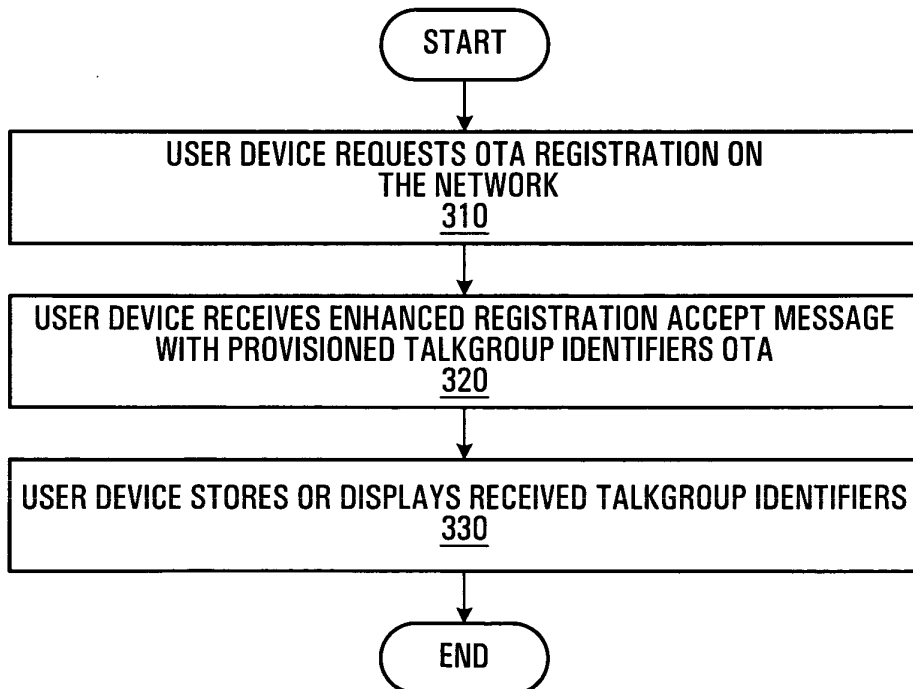 START
USER DEVICE REQUESTS OTA REGISTRATION ON
THE NETWORK
310
USER DEVICE RECEIVES ENHANCED REGISTRATION ACCEPT MESSAGE
WITH PROVISIONED TALKGROUP IDENTIFIERS OTA
320
USER DEVICE STORES OR DISPLAYS RECEIVED TALKGROUP IDENTIFIERS
330
END